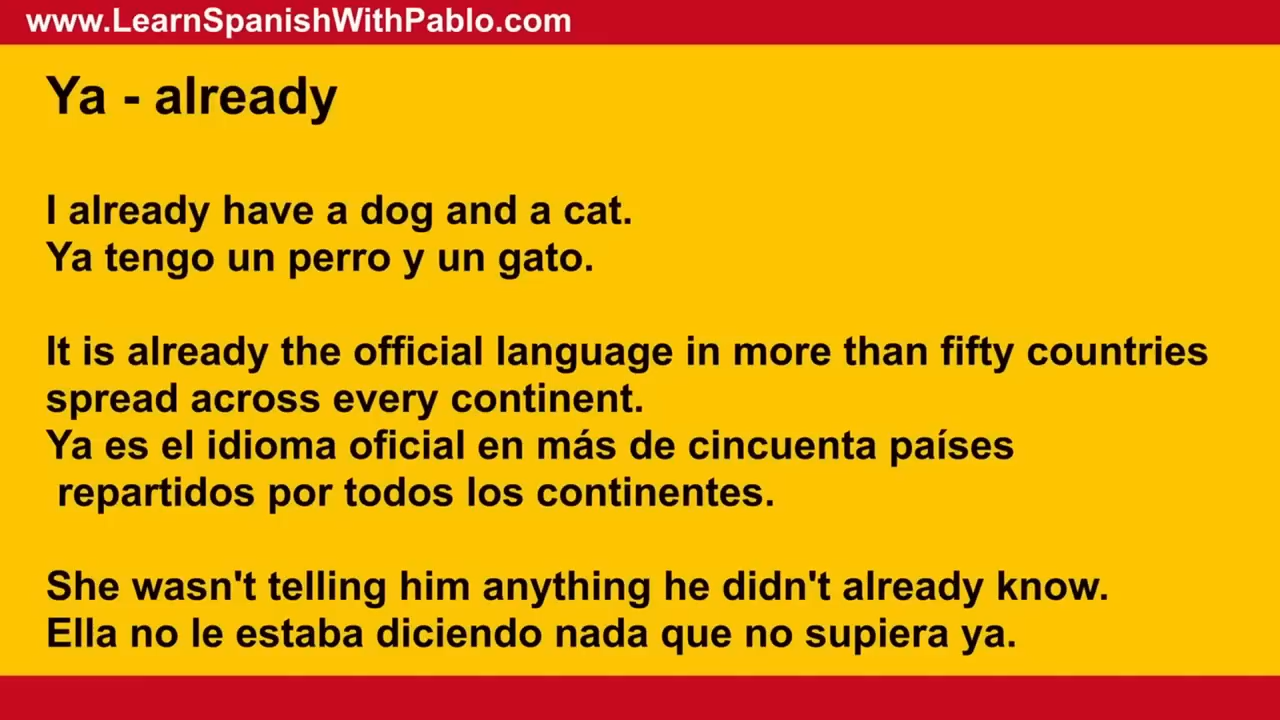 www.LearnSpanishWithPablo.com
Ya - already
I already have a dog and a cat.
Ya tengo un perro y un gato.
It is already the official language in more than fifty countries
spread across every continent.
Ya es el idioma oficial en más de cincuenta países
repartidos por todos los continentes.
She wasn't telling him anything he didn't already know.
Ella no le estaba diciendo nada que no supiera ya.